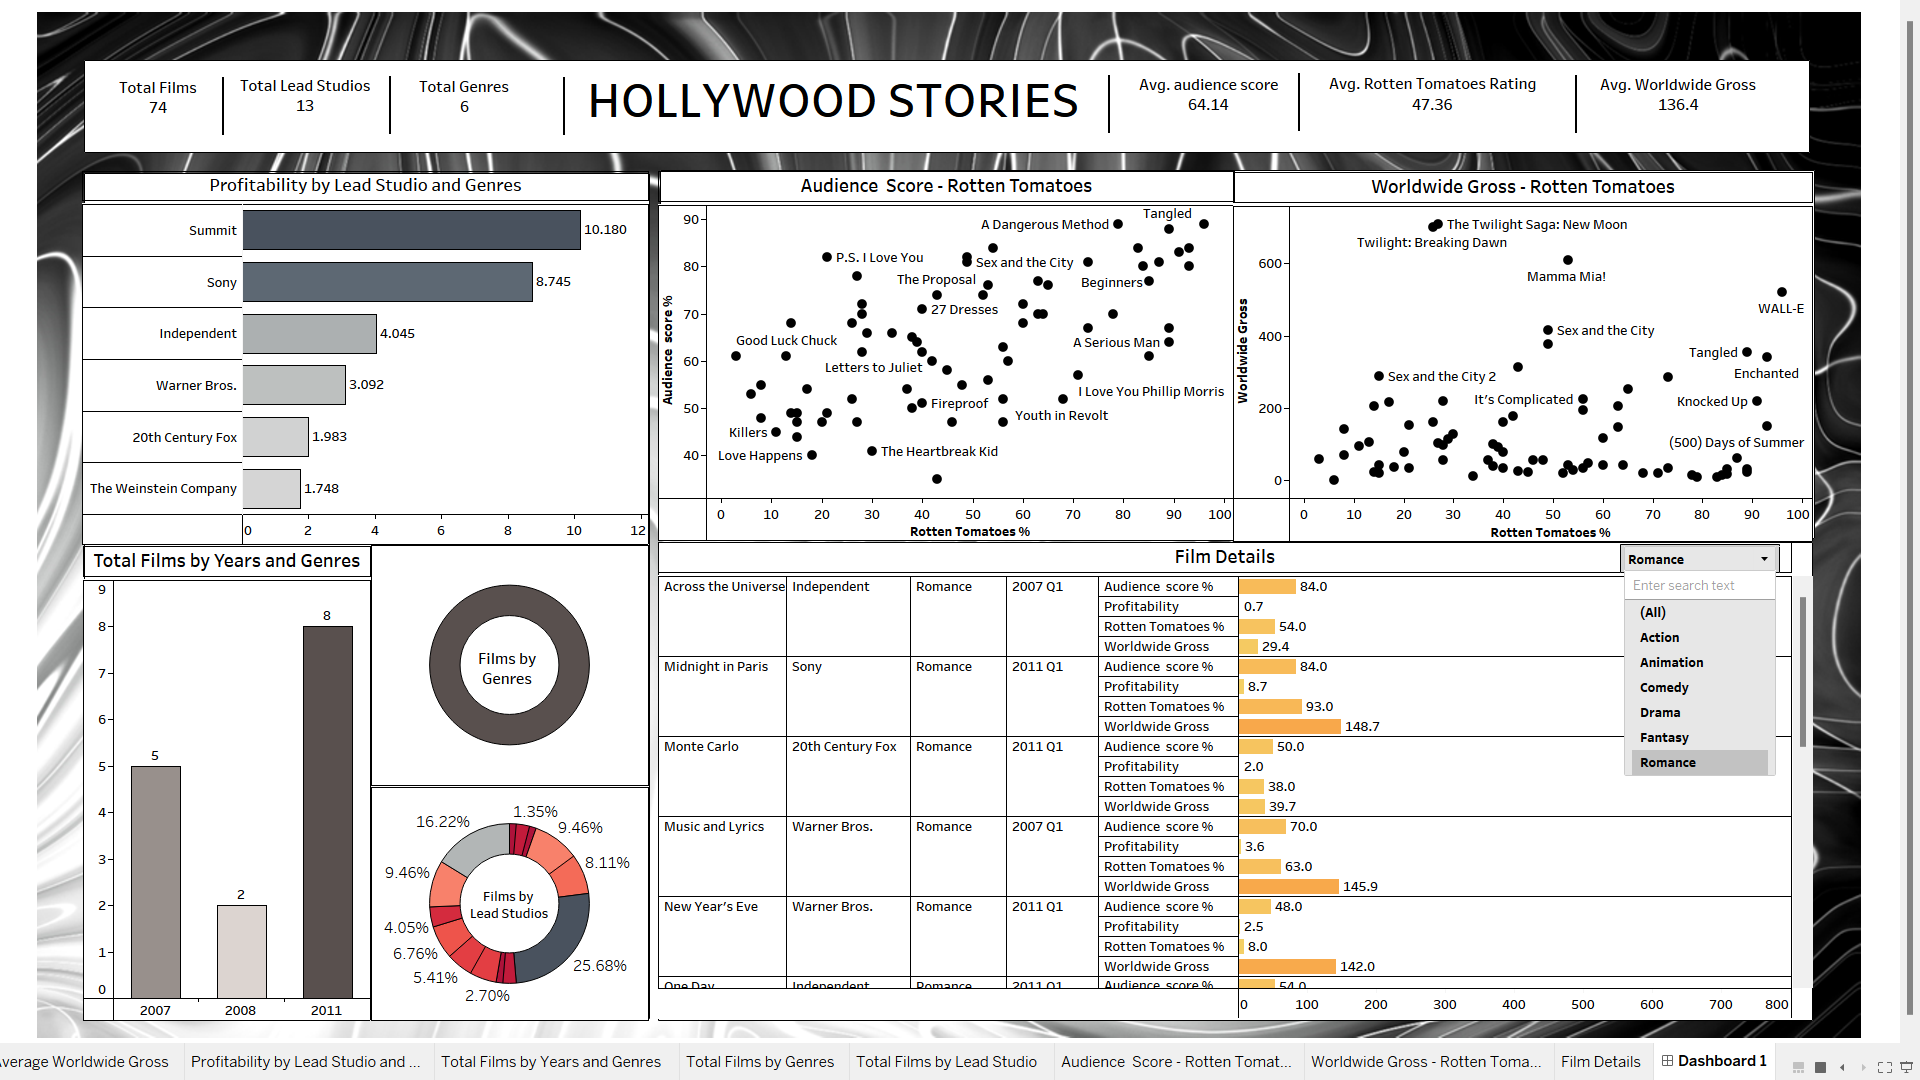 Total Films
74
Total Lead Studios
13
Total Genres
6
HOLLYWOOD STORIES
Avg. audience score
64.14
Avg. Rotten Tomatoes Rating
47.36
Avg. Worldwide Gross
136.4
Profitability by Lead Studio and Genres
Summit 10.180
Sony 8.745
Independent 4.045
Warner Bros. 3.092
20th Century Fox 1.983
The Weinstein Company 1.748
0 2 4 6 8 10 12
Audience Score - Rotten Tomatoes
Audience score %
90
80
70
60
50
40
Tangled
A Dangerous Method
P.S. I Love You
Sex and the City
The Proposal
Beginners
27 Dresses
Good Luck Chuck
A Serious Man
Letters to Juliet
I Love You Phillip Morris
Fireproof
Youth in Revolt
Killers
The Heartbreak Kid
Love Happens
0 10 20 30 40 50 60 70 80 90 100
Rotten Tomatoes %
Worldwide Gross - Rotten Tomatoes
Worldwide Gross
600
400
200
0
The Twilight Saga: New Moon
Twilight: Breaking Dawn
Mamma Mia!
WALL-E
Sex and the City
Tangled
Enchanted
Sex and the City 2
It's Complicated
Knocked Up
(500) Days of Summer
0 10 20 30 40 50 60 70 80 90 100
Rotten Tomatoes %
Total Films by Years and Genres
9
8
7
6
5
4
3
2
1
0
5
2
8
2007 2008 2011
Films by
Genres
16.22%
1.35%
9.46%
8.11%
25.68%
2.70%
5.41%
6.76%
4.05%
9.46%
Films by
Lead Studios
Film Details
Across the Universe Independent Romance 2007 Q1 Audience score % 84.0
Profitability 0.7
Rotten Tomatoes % 54.0
Worldwide Gross 29.4
Midnight in Paris Sony Romance 2011 Q1 Audience score % 84.0
Profitability 8.7
Rotten Tomatoes % 93.0
Worldwide Gross 148.7
Monte Carlo 20th Century Fox Romance 2011 Q1 Audience score % 50.0
Profitability 2.0
Rotten Tomatoes % 38.0
Worldwide Gross 39.7
Music and Lyrics Warner Bros. Romance 2007 Q1 Audience score % 70.0
Profitability 3.6
Rotten Tomatoes % 63.0
Worldwide Gross 145.9
New Year's Eve Warner Bros. Romance 2011 Q1 Audience score % 48.0
Profitability 2.5
Rotten Tomatoes % 8.0
Worldwide Gross 142.0
One Day Independent Romance 2011 Q1 Audience score % 54.0
0 100 200 300 400 500 600 700 800
Romance
Enter search text
(All)
Action
Animation
Comedy
Drama
Fantasy
Romance
Average Worldwide Gross
Profitability by Lead Studio and ...
Total Films by Years and Genres
Total Films by Genres
Total Films by Lead Studio
Audience Score - Rotten Tomat...
Worldwide Gross - Rotten Toma...
Film Details
Dashboard 1